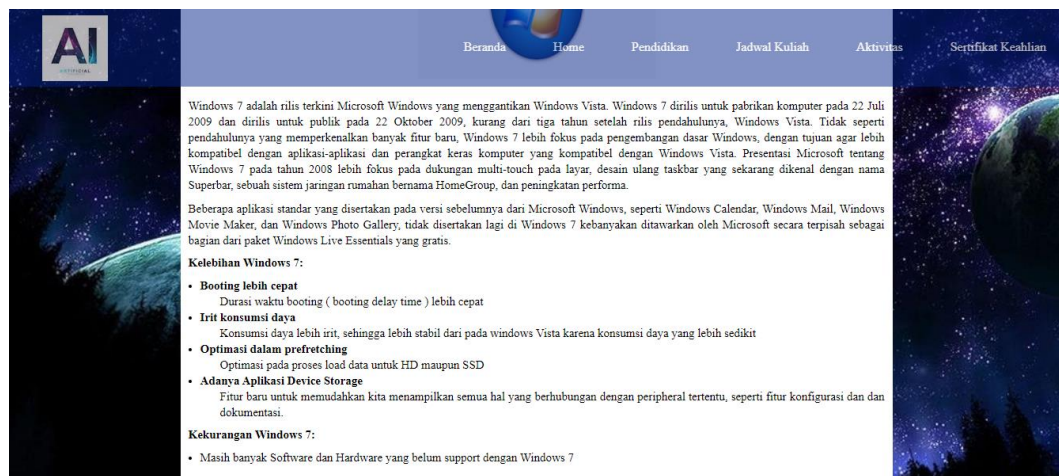 AI
Beranda Home Pendidikan Jadwal Kuliah Aktivitas Sertifikat Keahlian
Windows 7 adalah rilis terkini Microsoft Windows yang menggantikan Windows Vista. Windows 7 dirilis untuk pabrikan komputer pada 22 Juli
2009 dan dirilis untuk publik pada 22 Oktober 2009, kurang dari tiga tahun setelah rilis pendahulunya, Windows Vista. Tidak seperti
pendahulunya yang memperkenalkan banyak fitur baru, Windows 7 lebih fokus pada pengembangan dasar Windows, dengan tujuan agar lebih
kompatibel dengan aplikasi-aplikasi dan perangkat keras komputer yang kompatibel dengan Windows Vista. Presentasi Microsoft tentang
Windows 7 pada tahun 2008 lebih fokus pada dukungan multi-touch pada layar, desain ulang taskbar yang sekarang dikenal dengan nama
Superbar, sebuah sistem jaringan rumahan bernama HomeGroup, dan peningkatan performa.
Beberapa aplikasi standar yang disertakan pada versi sebelumnya dari Microsoft Windows, seperti Windows Calendar, Windows Mail, Windows
Movie Maker, dan Windows Photo Gallery, tidak disertakan lagi di Windows 7 kebanyakan ditawarkan oleh Microsoft secara terpisah sebagai
bagian dari paket Windows Live Essentials yang gratis.
Kelebihan Windows 7:
• Booting lebih cepat
Durasi waktu booting ( booting delay time ) lebih cepat
• Irit konsumsi daya
Konsumsi daya lebih irit, sehingga lebih stabil dari pada windows Vista karena konsumsi daya yang lebih sedikit
• Optimasi dalam prefretching
Optimasi pada proses load data untuk HD maupun SSD
• Adanya Aplikasi Device Storage
Fitur baru untuk memudahkan kita menampilkan semua hal yang berhubungan dengan peripheral tertentu, seperti fitur konfigurasi dan dan
dokumentasi.
Kekurangan Windows 7:
• Masih banyak Software dan Hardware yang belum support dengan Windows 7